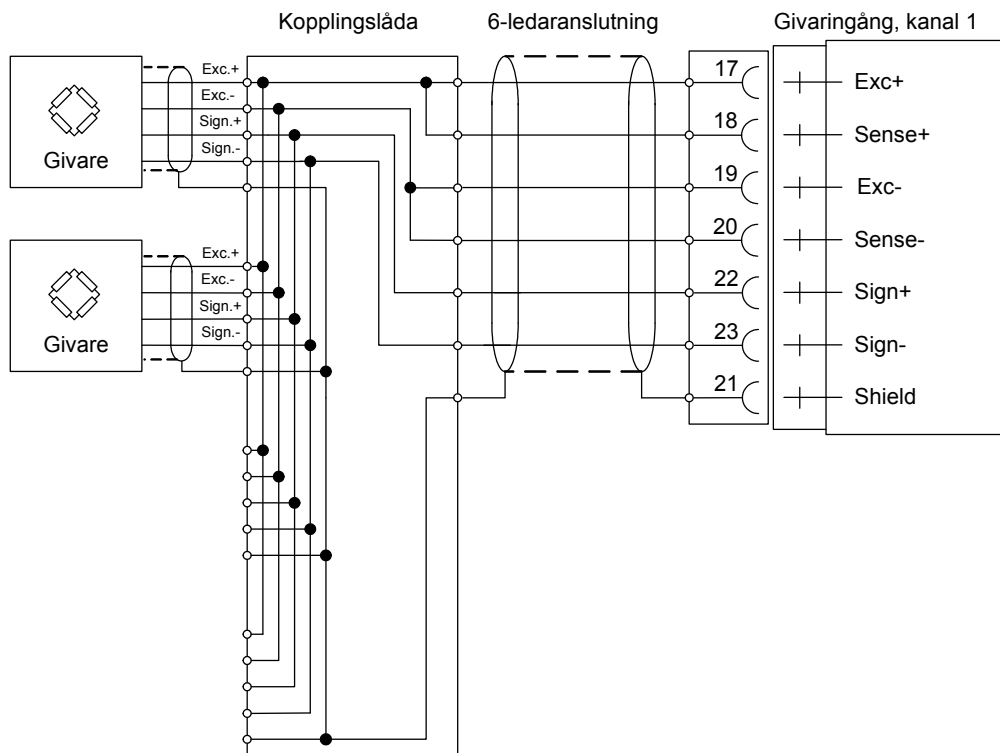 Kopplingslåda
6-ledaranslutning
Givaringång, kanal 1
Exc.+
Exc.-
Sign.+
Sign.-
Givare
Exc.+
Exc.-
Sign.+
Sign.-
Givare
17
Exc+
18
Sense+
19
Exc-
20
Sense-
22
Sign+
23
Sign-
21
Shield